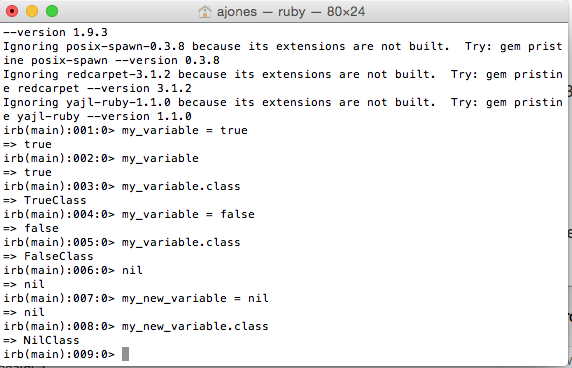 ajones — ruby — 80×24
--version 1.9.3
Ignoring posix-spawn-0.3.8 because its extensions are not built.  Try: gem prist
ine posix-spawn --version 0.3.8
Ignoring redcarpet-3.1.2 because its extensions are not built.  Try: gem pristin
e redcarpet --version 3.1.2
Ignoring yajl-ruby-1.1.0 because its extensions are not built.  Try: gem pristin
e yajl-ruby --version 1.1.0
irb(main):001:0> my_variable = true
=> true
irb(main):002:0> my_variable
=> true
irb(main):003:0> my_variable.class
=> TrueClass
irb(main):004:0> my_variable = false
=> false
irb(main):005:0> my_variable.class
=> FalseClass
irb(main):006:0> nil
=> nil
irb(main):007:0> my_new_variable = nil
=> nil
irb(main):008:0> my_new_variable.class
=> NilClass
irb(main):009:0>